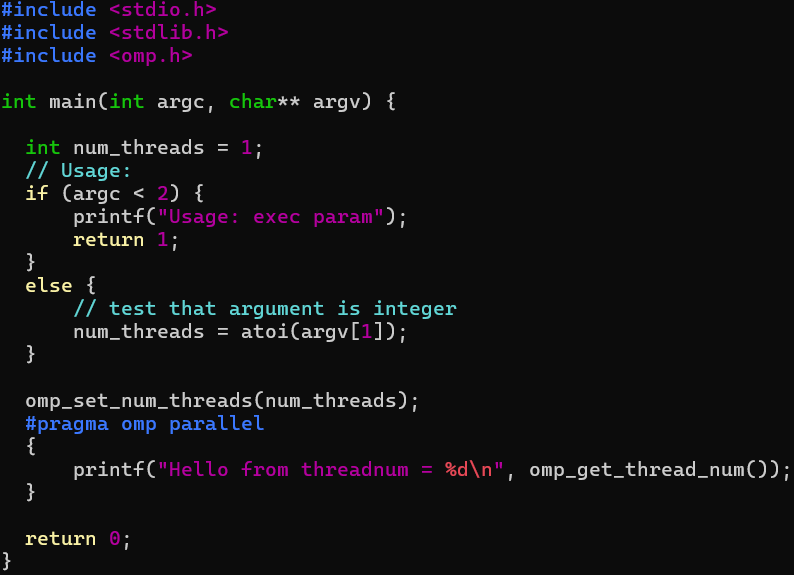 #include <stdio.h>
#include <stdlib.h>
#include <omp.h>

int main(int argc, char** argv) {

  int num_threads = 1;
  // Usage:
  if (argc < 2) {
      printf("Usage: exec param");
      return 1;
  }
  else {
      // test that argument is integer
      num_threads = atoi(argv[1]);
  }

  omp_set_num_threads(num_threads);
  #pragma omp parallel
  {
      printf("Hello from threadnum = %d\n", omp_get_thread_num());
  }

  return 0;
}